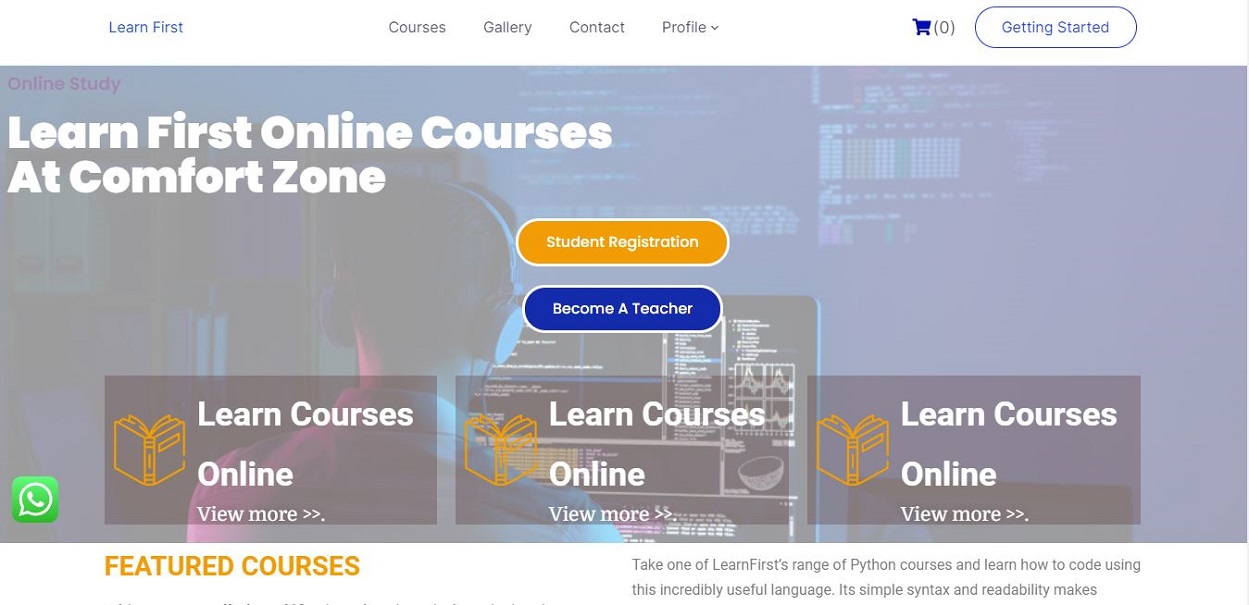 Learn First
Courses
Gallery
Contact
Profile
(0)
Getting Started
Online Study
Learn First Online Courses
At Comfort Zone
Student Registration
Become A Teacher
Learn Courses
Online
View more >>.
Learn Courses
Online
View more >>.
Learn Courses
Online
View more >>.
FEATURED COURSES
Take one of LearnFirst's range of Python courses and learn how to code using
this incredibly useful language. Its simple syntax and readability makes